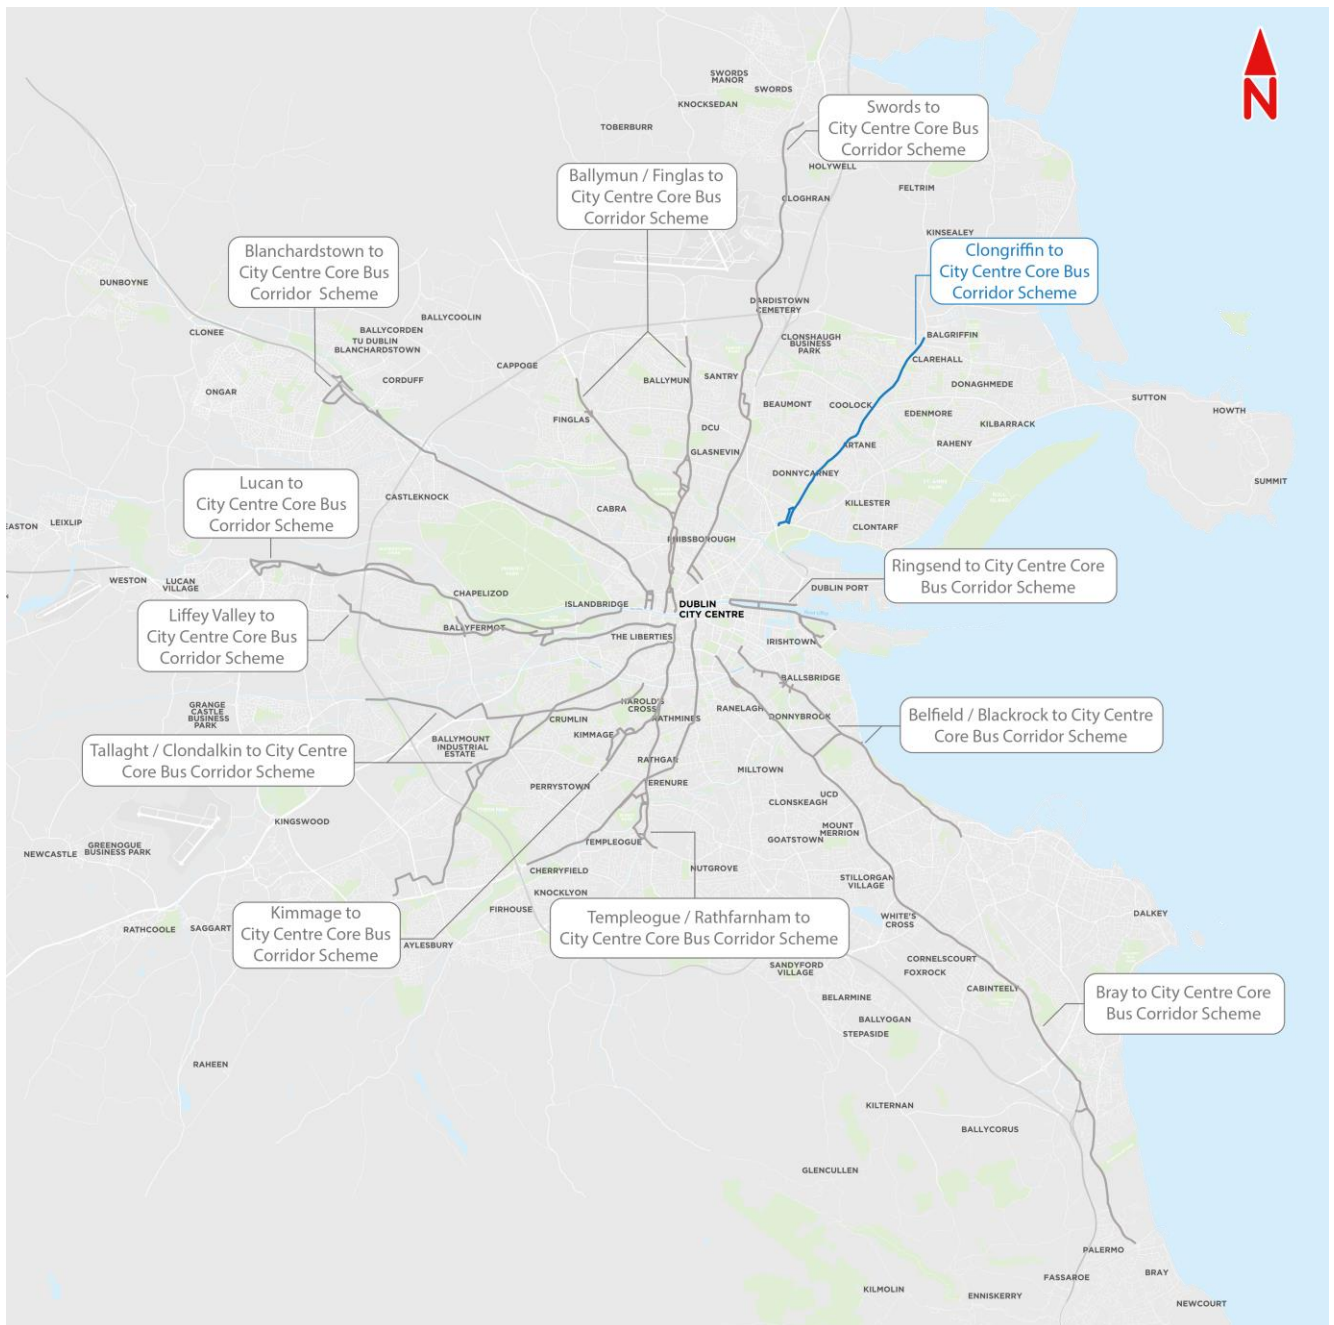 N
SWORDS
MANOR
SWORDS
KNOCKSEDAN
TOBERBURR
Swords to
City Centre Core Bus
Corridor Scheme
HOLYWELL
FELTRIM
CLOGHRAN
KINSEALEY
Ballymun / Finglas to
City Centre Core Bus
Corridor Scheme
Clongriffin to
City Centre Core Bus
Corridor Scheme
Blanchardstown to
City Centre Core Bus
Corridor Scheme
DUNBOYNE
CLONEE
BALLYCOOLIN
BALLYCORDEN
TU DUBLIN
BLANCHARDSTOWN
CORDUFF
CAPPOGE
ONGAR
DARDISTOWN
CEMETERY
CLONSHAUGH
BUSINESS
PARK
BALGRIFFIN
CLAREHALL
DONAGHMEDE
BALLYMUN
SANTRY
BEAUMONT
COOLOCK
EDENMORE
KILBARRACK
SUTTON
HOWTH
SUMMIT
FINGLAS
DCU
GLASNEVIN
ARTANE
RAHENY
DONNYCARNEY
KILLESTER
CLONTARF
Lucan to
City Centre Core Bus
Corridor Scheme
CASTLEKNOCK
CABRA
PHIBSBOROUGH
EASTON
LEIXLIP
WESTON
LUCAN
VILLAGE
Ringsend to City Centre Core
Bus Corridor Scheme
DUBLIN PORT
CHAPELIZOD
ISLANDBRIDGE
DUBLIN
CITY CENTRE
Liffey Valley to
City Centre Core Bus
Corridor Scheme
BALLYFERMOT
THE LIBERTIES
IRISHTOWN
BALLSBRIDGE
GRANGE
CASTLE
BUSINESS
PARK
HAROLD'S
CROSS
RATHMINES
RANELAGH
DONNYBROOK
CRUMLIN
KIMMAGE
Belfield / Blackrock to City Centre
Core Bus Corridor Scheme
Tallaght / Clondalkin to City Centre
Core Bus Corridor Scheme
BALLYMOUNT
INDUSTRIAL
ESTATE
RATHGAR
MILLTOWN
PERRYSTOWN
TERENURE
CLONSKEAGH
UCD
MOUNT
MERRION
GOATSTOWN
KINGSWOOD
NEWCASTLE
GREENOGUE
BUSINESS PARK
TEMPLEOGUE
CHERRYFIELD
NUTGROVE
KNOCKLYON
FIRHOUSE
STILLORGAN
VILLAGE
WHITE'S
CROSS
DALKEY
RATHCOOLE
SAGGART
Kimmage to
City Centre Core Bus
Corridor Scheme
AYLESBURY
Templeogue / Rathfarnham to
City Centre Core Bus Corridor Scheme
SANDYFORD
VILLAGE
CORNELSCOURT
FOXROCK
CABINTEELY
BELARMINE
BALLYOGAN
STEPASIDE
Bray to City Centre Core
Bus Corridor Scheme
RAHEEN
KILTERNAN
BALLYCORUS
GLENCULLEN
PALERMO
FASSAROE
BRAY
KILMOLIN
ENNISKERRY
NEWCOURT